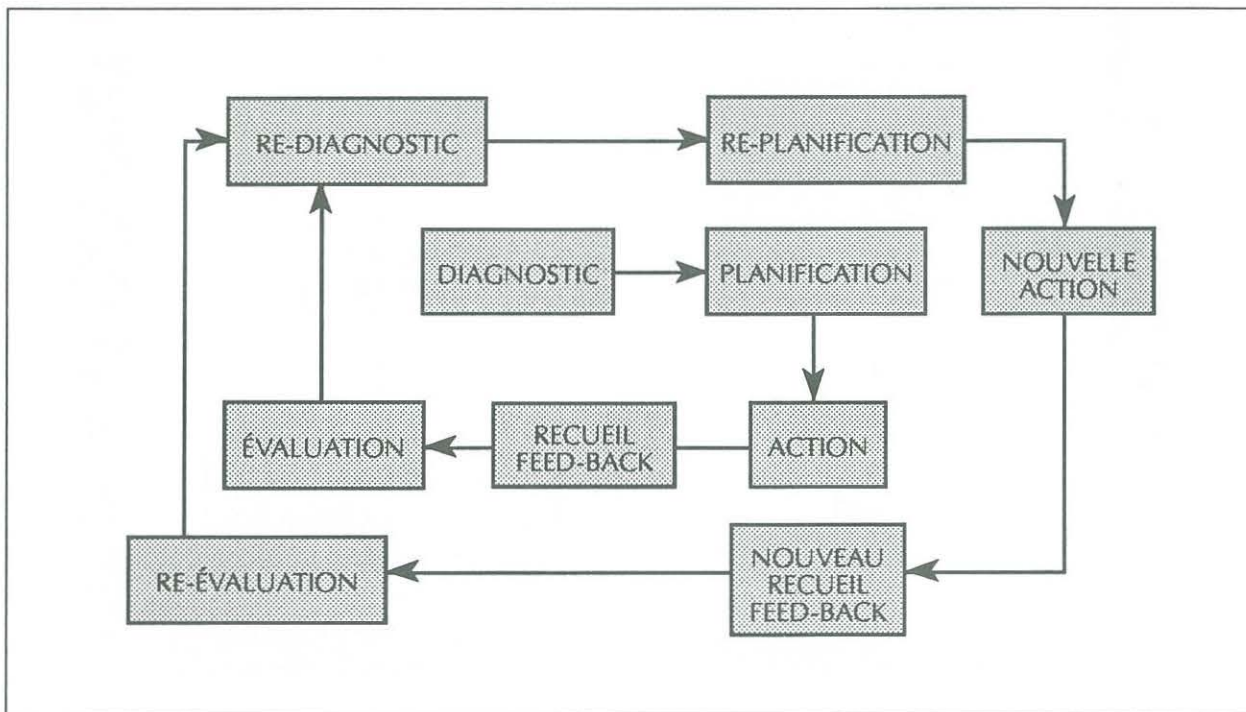 RE-DIAGNOSTIC
RE-PLANIFICATION
DIAGNOSTIC
PLANIFICATION
NOUVELLE
ACTION
ÉVALUATION
RECUEIL
FEED-BACK
ACTION
RE-ÉVALUATION
NOUVEAU
RECUEIL
FEED-BACK